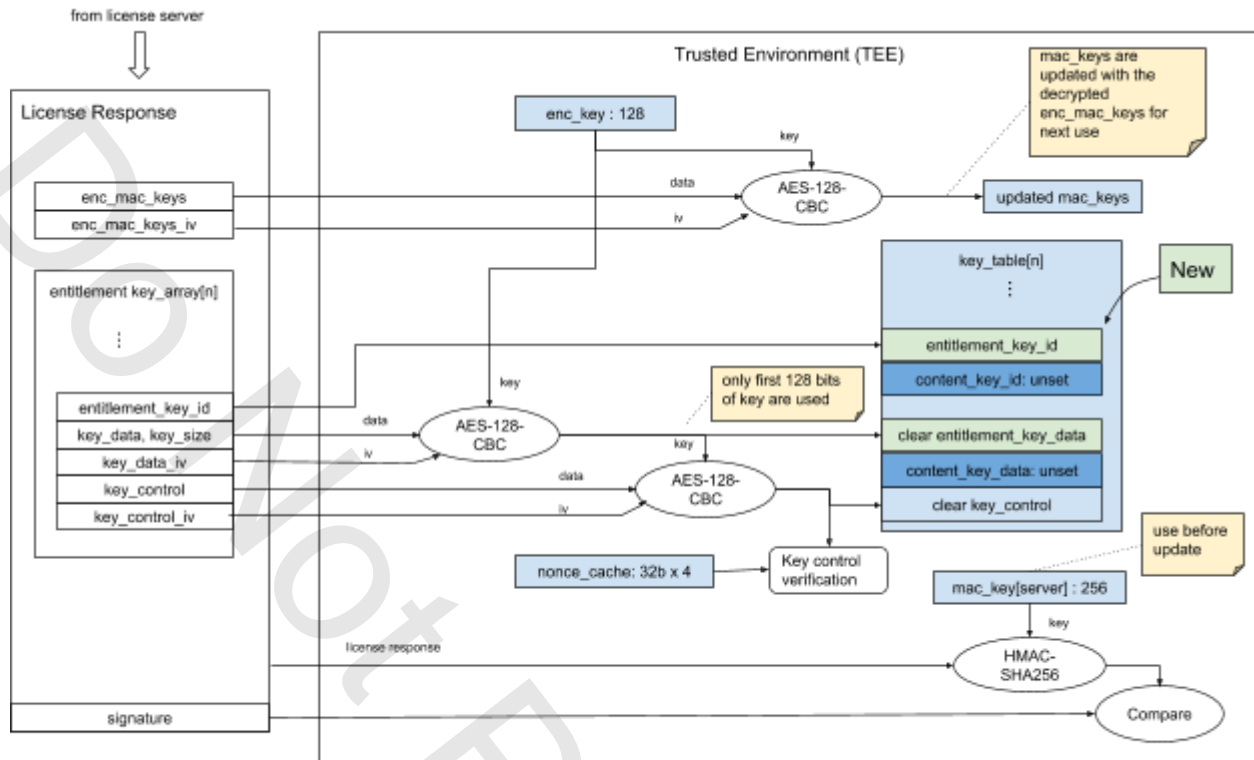 from license server
Trusted Environment (TEE)
License Response
enc_mac_keys
enc_mac_keys_iv
entitlement key_array[n]
⋮
entitlement_key_id
key_data, key_size
key_data_iv
key_control
key_control_iv
signature
enc_key : 128
key
data
iv
AES-128-
CBC
mac_keys are
updated with the
decrypted
enc_mac_keys for
next use
updated mac_keys
key_table[n]
⋮
New
entitlement_key_id
content_key_id: unset
clear entitlement_key_data
content_key_data: unset
clear key_control
key
data
iv
AES-128-
CBC
only first 128 bits
of key are used
key
data
iv
AES-128-
CBC
nonce_cache: 32b x 4
Key control
verification
use before
update
mac_key[server] : 256
key
license response
HMAC-
SHA256
Compare
Do Not